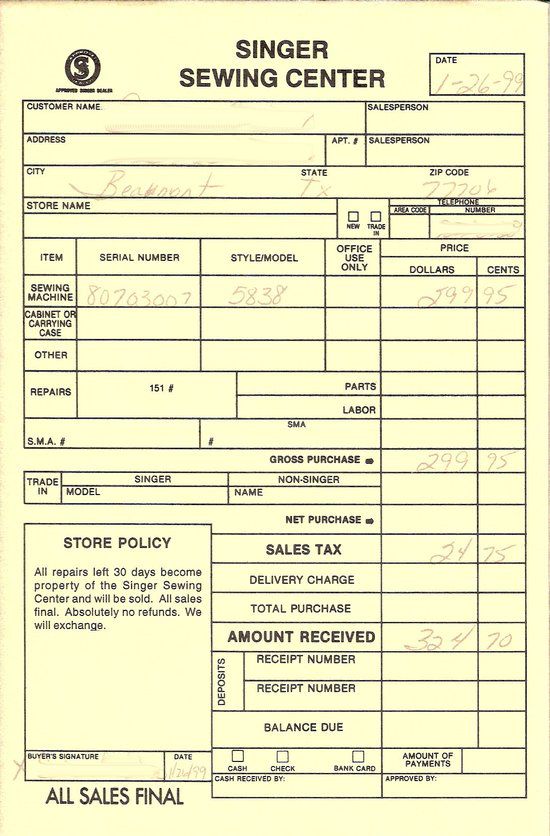 SINGER
SEWING CENTER
APPROVED SINGER DEALER
DATE
1-26-99
CUSTOMER NAME
SALESPERSON
ADDRESS
APT. #
SALESPERSON
CITY
STATE
ZIP CODE
Beaumont Tx 77706
STORE NAME
NEW
TRADE IN
TELEPHONE
AREA CODE
NUMBER
ITEM
SERIAL NUMBER
STYLE/MODEL
OFFICE USE ONLY
PRICE
DOLLARS
CENTS
SEWING MACHINE 80703007 5838 299 95
CABINET OR CARRYING CASE
OTHER
REPAIRS
151 #
PARTS
LABOR
S.M.A. #
#
SMA
GROSS PURCHASE 299 95
TRADE IN
SINGER
NON-SINGER
MODEL
NAME
NET PURCHASE
STORE POLICY
All repairs left 30 days become
property of the Singer Sewing
Center and will be sold. All sales
final. Absolutely no refunds. We
will exchange.
SALES TAX 24 75
DELIVERY CHARGE
TOTAL PURCHASE
AMOUNT RECEIVED 324 70
DEPOSITS
RECEIPT NUMBER
RECEIPT NUMBER
BALANCE DUE
BUYER'S SIGNATURE
DATE
X
1/26/99
CASH
CHECK
BANK CARD
AMOUNT OF PAYMENTS
CASH RECEIVED BY:
APPROVED BY:
ALL SALES FINAL